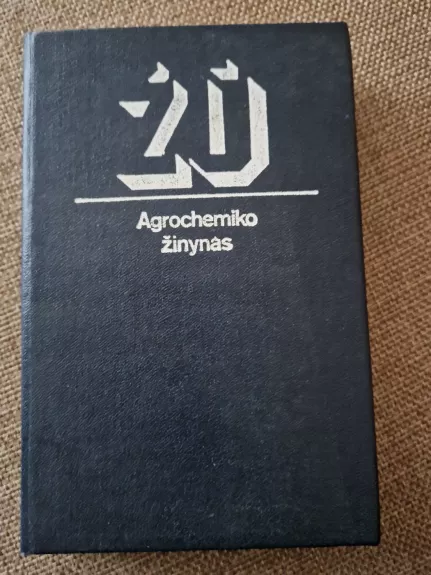 ŽŪ
Agrochemiko
žinynas